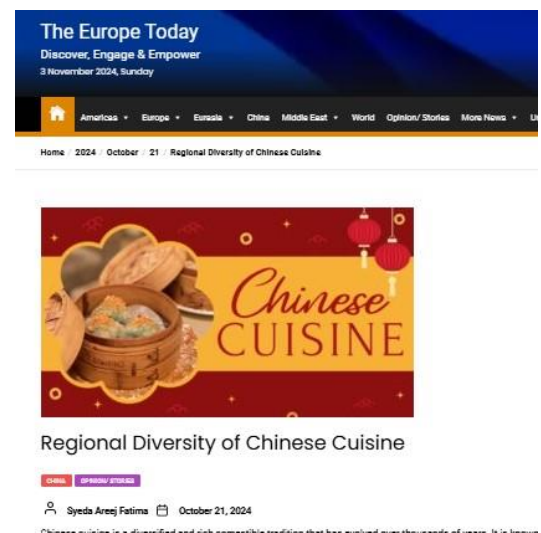 The Europe Today
Discover, Engage & Empower
3 November 2024, Sunday
Americas Europe Eurasia China Middle East World Opinion/ Stories More News
Home / 2024 / October / 21 / Regional Diversity of Chinese Cuisine
Chinese
CUISINE
Regional Diversity of Chinese Cuisine
CHINA OPINION/ STORIES
Syeda Areej Fatima October 21, 2024